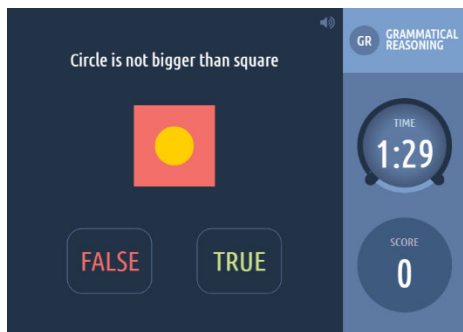 Circle is not bigger than square
FALSE
TRUE
GR
GRAMMATICAL
REASONING
TIME
1:29
SCORE
0